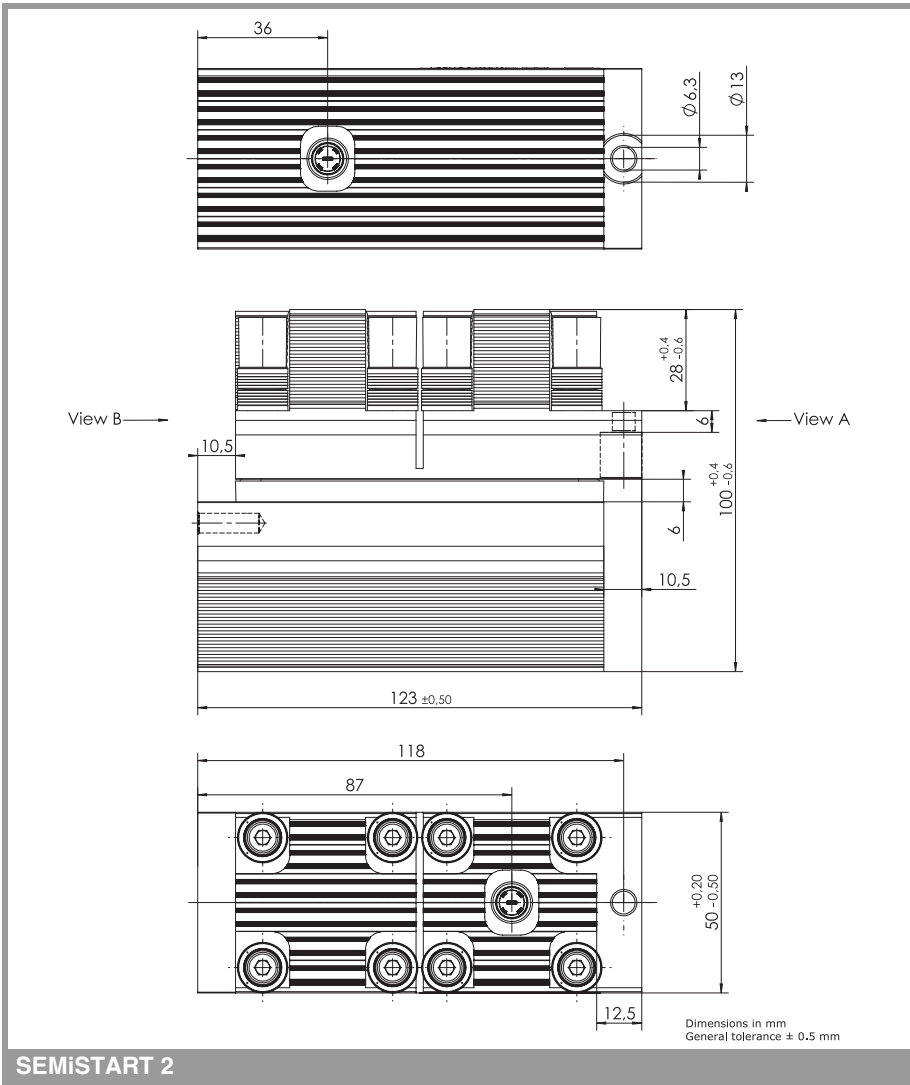 36
Ø 6,3
Ø 13
+0,4
28 -0,6
View B
View A
6
10,5
+0,4
100 -0,6
6
10,5
123 ±0,50
118
87
+0,20
50 -0,50
12,5
Dimensions in mm
General tolerance ± 0.5 mm
SEMiSTART 2